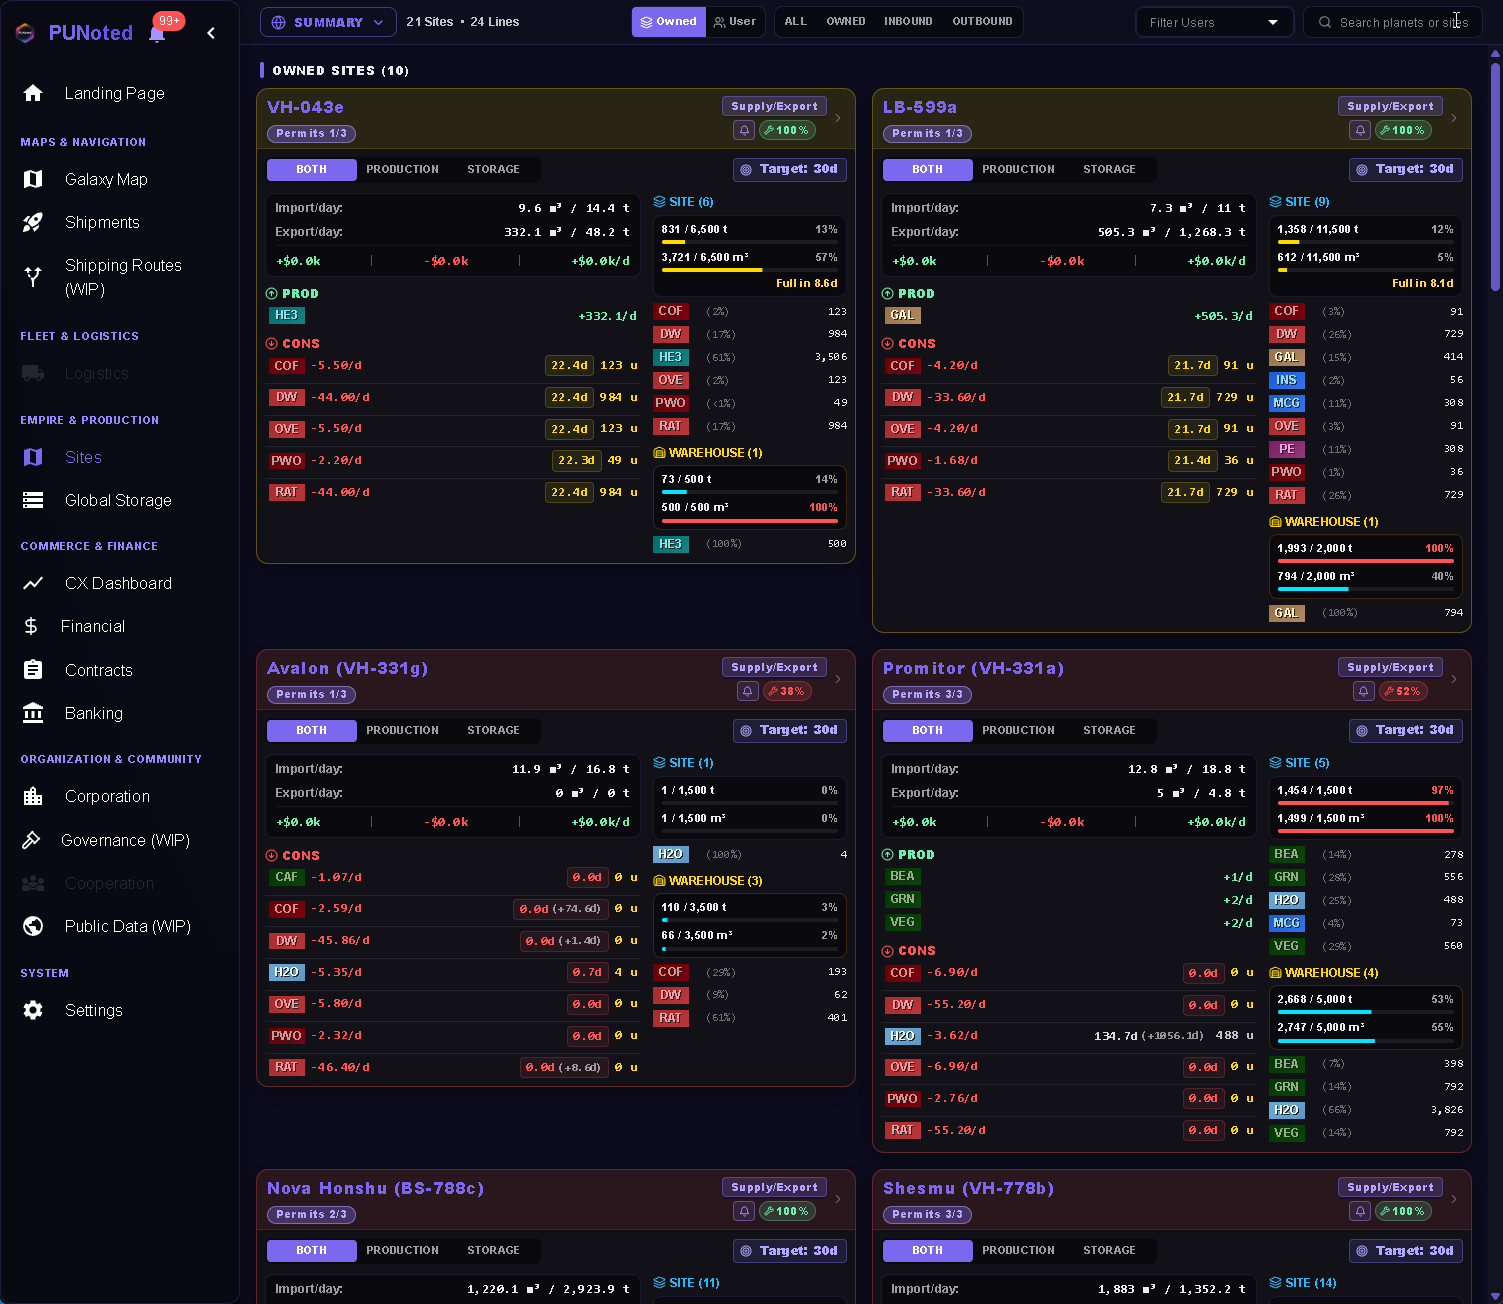 PUNoted
99+
Landing Page
MAPS & NAVIGATION
Galaxy Map
Shipments
Shipping Routes
(WIP)
FLEET & LOGISTICS
Logistics
EMPIRE & PRODUCTION
Sites
Global Storage
COMMERCE & FINANCE
CX Dashboard
Financial
Contracts
Banking
ORGANIZATION & COMMUNITY
Corporation
Governance (WIP)
Cooperation
Public Data (WIP)
SYSTEM
Settings
SUMMARY 21 Sites • 24 Lines Owned User ALL OWNED INBOUND OUTBOUND Filter Users Search planets or sites
OWNED SITES (10)
VH-043e Supply/Export
Permits 1/3 100%
BOTH PRODUCTION STORAGE Target: 30d
Import/day: 9.6 m³ / 14.4 t
Export/day: 332.1 m³ / 48.2 t
+$0.0k | -$0.0k | +$0.0k/d
PROD
HE3 +332.1/d
CONS
COF -5.50/d 22.4d 123 u
DW -44.00/d 22.4d 984 u
OVE -5.50/d 22.4d 123 u
PWO -2.20/d 22.3d 49 u
RAT -44.00/d 22.4d 984 u
SITE (6)
831 / 6,500 t 13%
3,721 / 6,500 m³ 57%
Full in 8.6d
COF (2%) 123
DW (17%) 984
HE3 (61%) 3,506
OVE (2%) 123
PWO (<1%) 49
RAT (17%) 984
WAREHOUSE (1)
73 / 500 t 14%
500 / 500 m³ 100%
HE3 (100%) 500
LB-599a Supply/Export
Permits 1/3 100%
BOTH PRODUCTION STORAGE Target: 30d
Import/day: 7.3 m³ / 11 t
Export/day: 505.3 m³ / 1,268.3 t
+$0.0k | -$0.0k | +$0.0k/d
PROD
GAL +505.3/d
CONS
COF -4.20/d 21.7d 91 u
DW -33.60/d 21.7d 729 u
OVE -4.20/d 21.7d 91 u
PWO -1.68/d 21.4d 36 u
RAT -33.60/d 21.7d 729 u
SITE (9)
1,358 / 11,500 t 12%
612 / 11,500 m³ 5%
Full in 8.1d
COF (3%) 91
DW (26%) 729
GAL (15%) 414
INS (2%) 56
MCG (11%) 308
OVE (3%) 91
PE (11%) 308
PWO (1%) 36
RAT (26%) 729
WAREHOUSE (1)
1,993 / 2,000 t 100%
794 / 2,000 m³ 40%
GAL (100%) 794
Avalon (VH-331g) Supply/Export
Permits 1/3 38%
BOTH PRODUCTION STORAGE Target: 30d
Import/day: 11.9 m³ / 16.8 t
Export/day: 0 m³ / 0 t
+$0.0k | -$0.0k | +$0.0k/d
CONS
CAF -1.07/d 0.0d 0 u
COF -2.59/d 0.0d (+74.6d) 0 u
DW -45.86/d 0.0d (+1.4d) 0 u
H2O -5.35/d 0.7d 4 u
OVE -5.80/d 0.0d 0 u
PWO -2.32/d 0.0d 0 u
RAT -46.40/d 0.0d (+8.6d) 0 u
SITE (1)
1 / 1,500 t 0%
1 / 1,500 m³ 0%
H2O (100%) 4
WAREHOUSE (3)
110 / 3,500 t 3%
66 / 3,500 m³ 2%
COF (29%) 193
DW (9%) 62
RAT (61%) 401
Promitor (VH-331a) Supply/Export
Permits 3/3 52%
BOTH PRODUCTION STORAGE Target: 30d
Import/day: 12.8 m³ / 18.8 t
Export/day: 5 m³ / 4.8 t
+$0.0k | -$0.0k | +$0.0k/d
PROD
BEA +1/d
GRN +2/d
VEG +2/d
CONS
COF -6.90/d 0.0d 0 u
DW -55.20/d 0.0d 0 u
H2O -3.62/d 134.7d (+1056.1d) 488 u
OVE -6.90/d 0.0d 0 u
PWO -2.76/d 0.0d 0 u
RAT -55.20/d 0.0d 0 u
SITE (5)
1,454 / 1,500 t 97%
1,499 / 1,500 m³ 100%
BEA (14%) 278
GRN (28%) 556
H2O (25%) 488
MCG (4%) 73
VEG (29%) 560
WAREHOUSE (4)
2,668 / 5,000 t 53%
2,747 / 5,000 m³ 55%
BEA (7%) 398
GRN (14%) 792
H2O (66%) 3,826
VEG (14%) 792
Nova Honshu (BS-788c) Supply/Export
Permits 2/3 100%
BOTH PRODUCTION STORAGE Target: 30d
Import/day: 1,220.1 m³ / 2,923.9 t
SITE (11)
Shesmu (VH-778b) Supply/Export
Permits 3/3 100%
BOTH PRODUCTION STORAGE Target: 30d
Import/day: 1,883 m³ / 1,352.2 t
SITE (14)